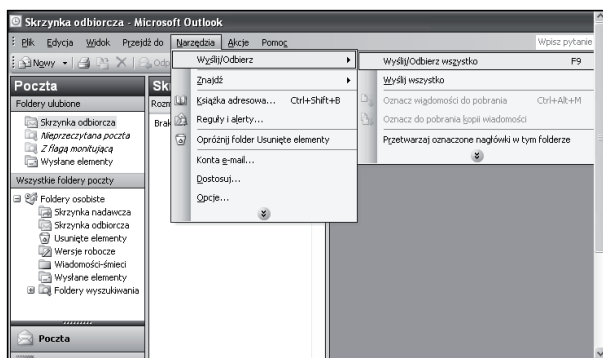 Skrzynka odbiorcza - Microsoft Outlook
Plik Edycja Widok Przejdź do Narzędzia Akcje Pomoc Wpisz pytanie
Nowy
Wyślij/Odbierz
Znajdź
Książka adresowa... Ctrl+Shift+B
Reguły i alerty...
Opróżnij folder Usunięte elementy
Konta e-mail...
Dostosuj...
Opcje...
Wyślij/Odbierz wszystko F9
Wyślij wszystko
Oznacz wiadomości do pobrania Ctrl+Alt+M
Oznacz do pobrania kopii wiadomości
Przetwarzaj oznaczone nagłówki w tym folderze
Poczta
Foldery ulubione
Skrzynka odbiorcza
Nieprzeczytana poczta
Z flagą monitującą
Wysłane elementy
Wszystkie foldery poczty
Foldery osobiste
Skrzynka nadawcza
Skrzynka odbiorcza
Usunięte elementy
Wersje robocze
Wiadomości-śmieci
Wysłane elementy
Foldery wyszukiwania
Poczta